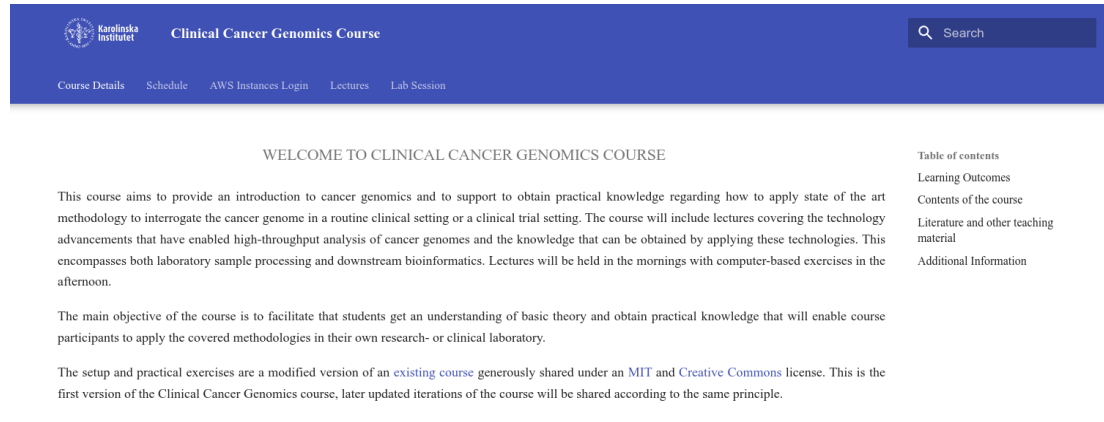 Karolinska
Institutet
Clinical Cancer Genomics Course
Search
Course Details Schedule AWS Instances Login Lectures Lab Session
WELCOME TO CLINICAL CANCER GENOMICS COURSE
This course aims to provide an introduction to cancer genomics and to support to obtain practical knowledge regarding how to apply state of the art
methodology to interrogate the cancer genome in a routine clinical setting or a clinical trial setting. The course will include lectures covering the technology
advancements that have enabled high-throughput analysis of cancer genomes and the knowledge that can be obtained by applying these technologies. This
encompasses both laboratory sample processing and downstream bioinformatics. Lectures will be held in the mornings with computer-based exercises in the
afternoon.
The main objective of the course is to facilitate that students get an understanding of basic theory and obtain practical knowledge that will enable course
participants to apply the covered methodologies in their own research- or clinical laboratory.
The setup and practical exercises are a modified version of an existing course generously shared under an MIT and Creative Commons license. This is the
first version of the Clinical Cancer Genomics course, later updated iterations of the course will be shared according to the same principle.
Table of contents
Learning Outcomes
Contents of the course
Literature and other teaching
material
Additional Information